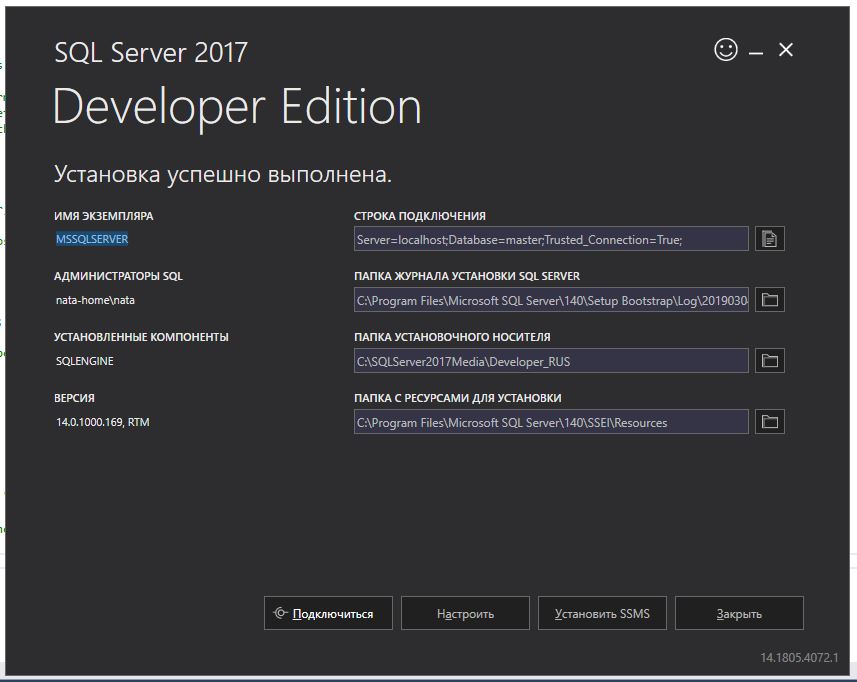 SQL Server 2017
Developer Edition
Установка успешно выполнена.
ИМЯ ЭКЗЕМПЛЯРА
MSSQLSERVER
СТРОКА ПОДКЛЮЧЕНИЯ
Server=localhost;Database=master;Trusted_Connection=True;
АДМИНИСТРАТОРЫ SQL
nata-home\nata
ПАПКА ЖУРНАЛА УСТАНОВКИ SQL SERVER
C:\Program Files\Microsoft SQL Server\140\Setup Bootstrap\Log\2019030
УСТАНОВЛЕННЫЕ КОМПОНЕНТЫ
SQLENGINE
ПАПКА УСТАНОВОЧНОГО НОСИТЕЛЯ
C:\SQLServer2017Media\Developer_RUS
ВЕРСИЯ
14.0.1000.169, RTM
ПАПКА С РЕСУРСАМИ ДЛЯ УСТАНОВКИ
C:\Program Files\Microsoft SQL Server\140\SSEI\Resources
Подключиться
Настроить
Установить SSMS
Закрыть
14.1805.4072.1